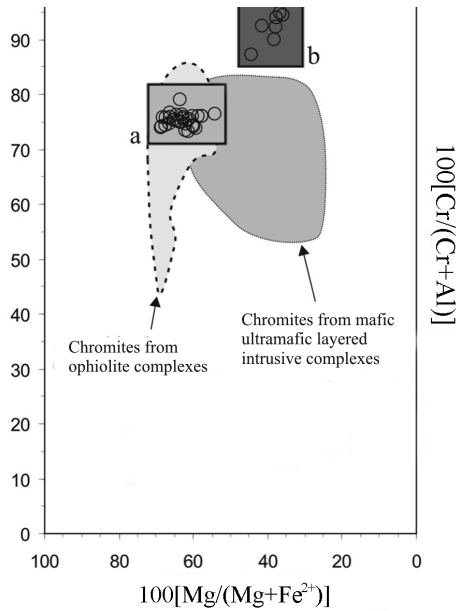 90
80
70
60
50
40
30
20
10
0
100
80
60
40
20
0
a
b
Chromites from
ophiolite complexes
Chromites from mafic
ultramafic layered
intrusive complexes
100[Mg/(Mg+Fe²⁺)]
100[Cr/(Cr+Al)]